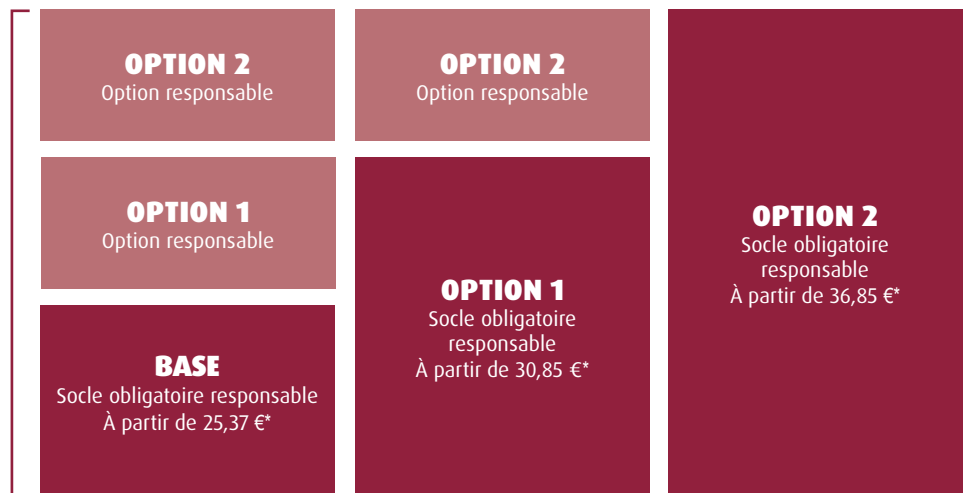 OPTION 2
Option responsable
OPTION 1
Option responsable
BASE
Socle obligatoire responsable
À partir de 25,37 €*
OPTION 2
Option responsable
OPTION 1
Socle obligatoire
responsable
À partir de 30,85 €*
OPTION 2
Socle obligatoire
responsable
À partir de 36,85 €*